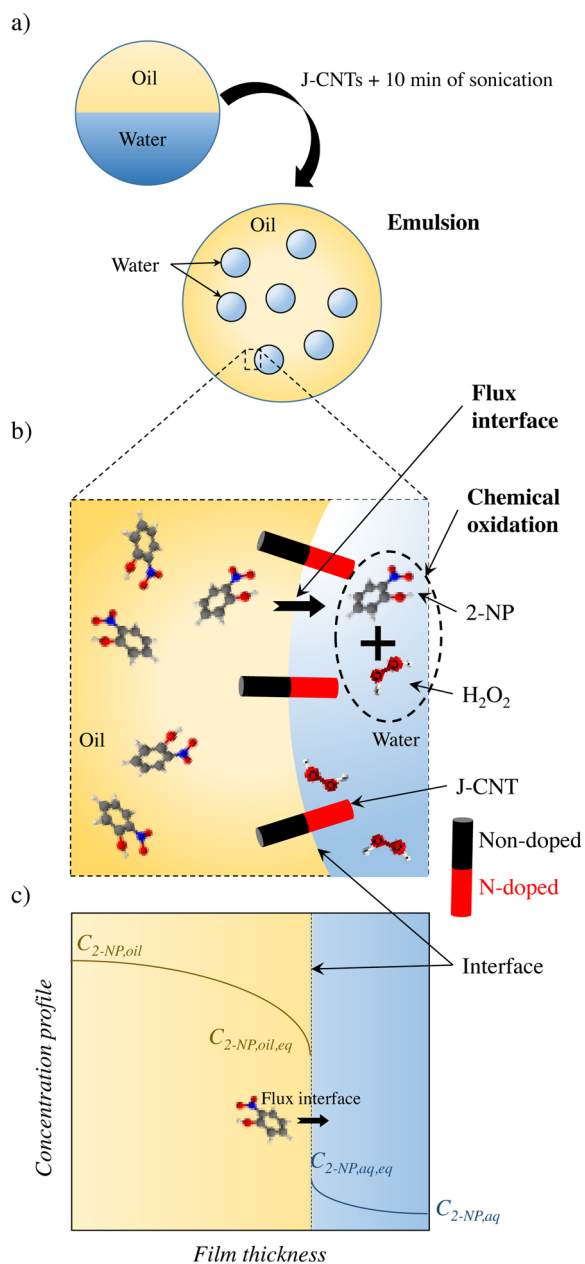 a)
Oil
Water
J-CNTs + 10 min of sonication
Oil
Emulsion
Water
Flux
interface
b)
Chemical
oxidation
2-NP
H₂O₂
Oil
Water
J-CNT
Non-doped
N-doped
c)
C2-NP,oil
Interface
C2-NP,oil,eq
Flux interface
C2-NP,aq,eq
C2-NP,aq
Concentration profile
Film thickness